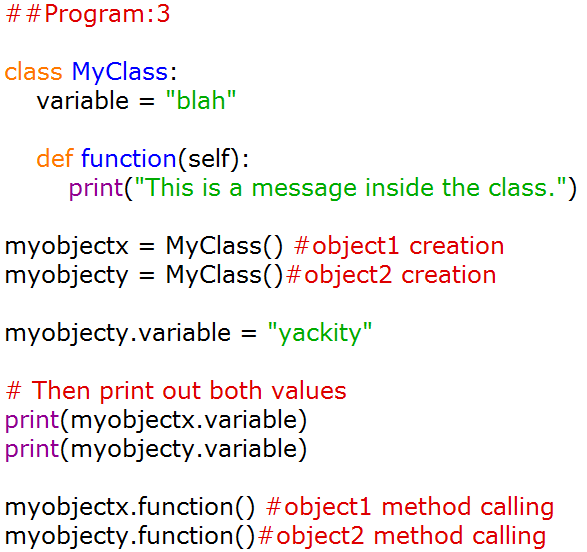 ##Program:3
class MyClass:
variable = "blah"
def function(self):
print("This is a message inside the class.")
myobjectx = MyClass() #object1 creation
myobjecty = MyClass()#object2 creation
myobjecty.variable = "yackity"
# Then print out both values
print(myobjectx.variable)
print(myobjecty.variable)
myobjectx.function() #object1 method calling
myobjecty.function()#object2 method calling